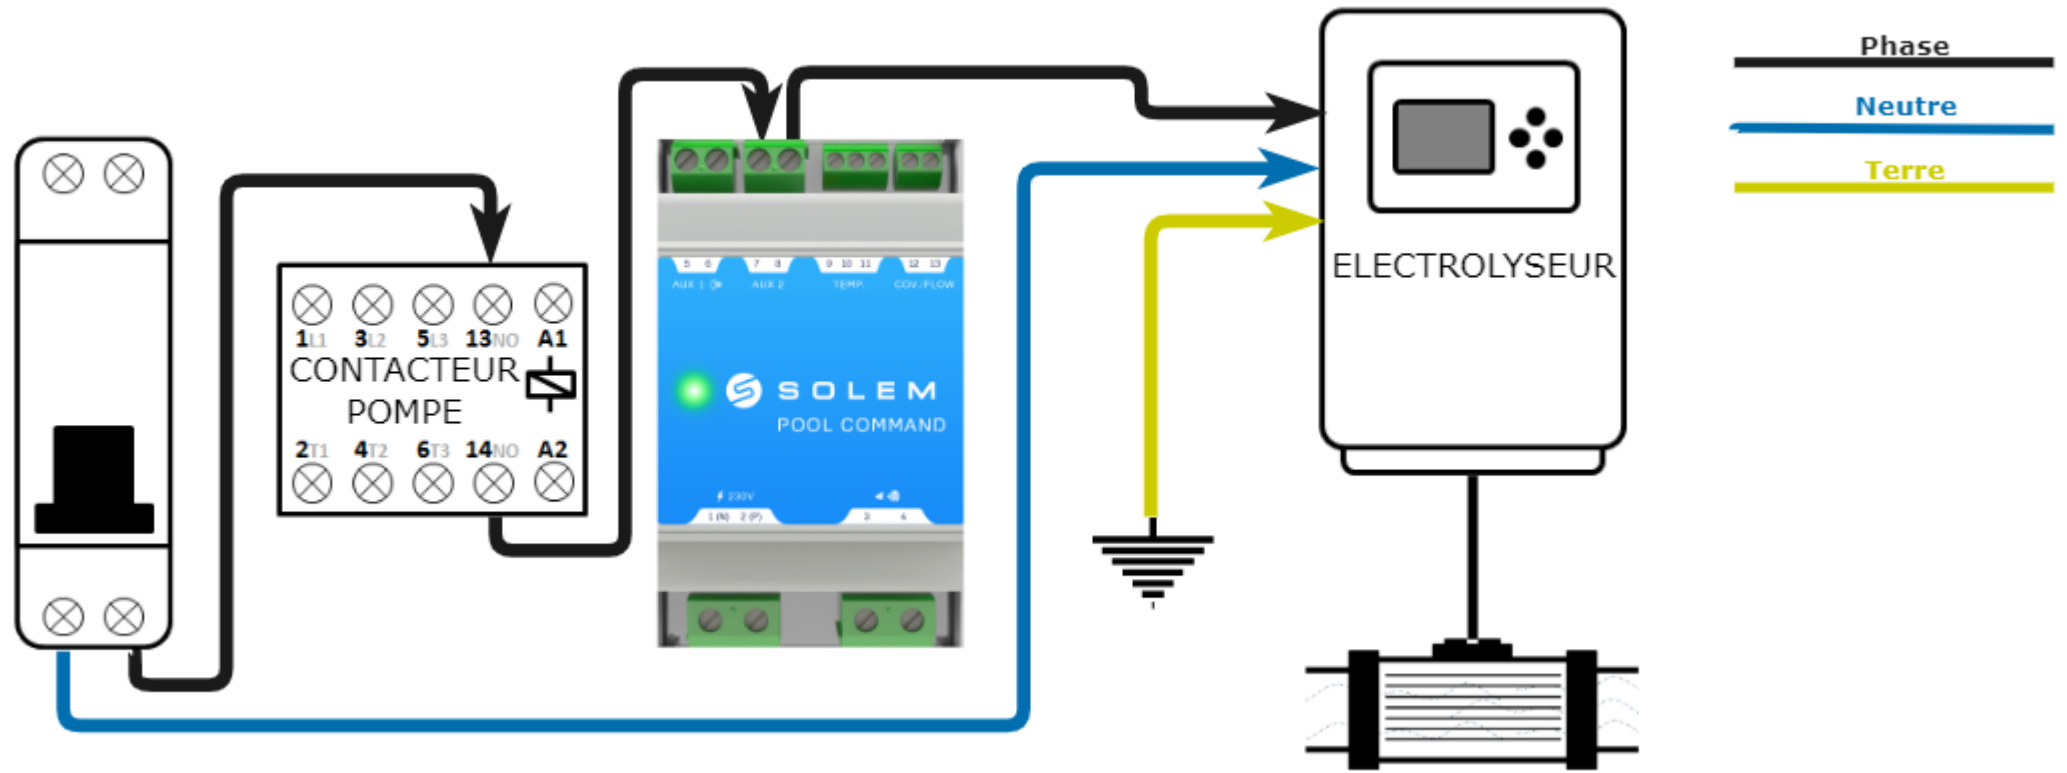 Phase
Neutre
Terre
ELECTROLYSEUR
1L1 3L2 5L3 13NO A1
CONTACTEUR
POMPE
2T1 4T2 6T3 14NO A2
5 6 7 8 9 10 11 12 13
AUX 1 AUX 2 TEMP. COV./FLOW
SOLEM
POOL COMMAND
230V
1 (N) 2 (P) 3 4